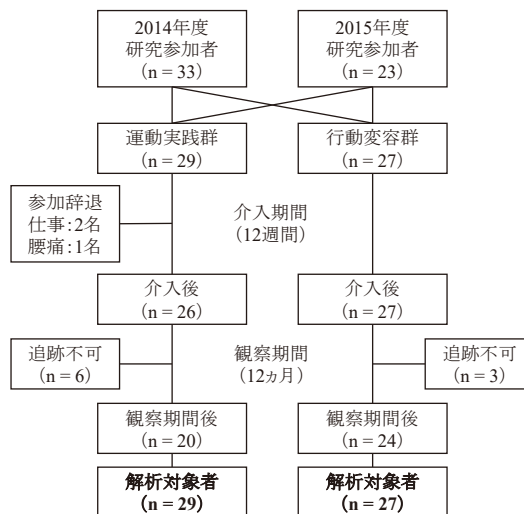 2014年度
研究参加者
(n = 33)
2015年度
研究参加者
(n = 23)
運動実践群
(n = 29)
行動変容群
(n = 27)
参加辞退
仕事:2名
腰痛:1名
介入期間
(12週間)
介入後
(n = 26)
介入後
(n = 27)
追跡不可
(n = 6)
観察期間
(12ヵ月)
追跡不可
(n = 3)
観察期間後
(n = 20)
観察期間後
(n = 24)
解析対象者
(n = 29)
解析対象者
(n = 27)